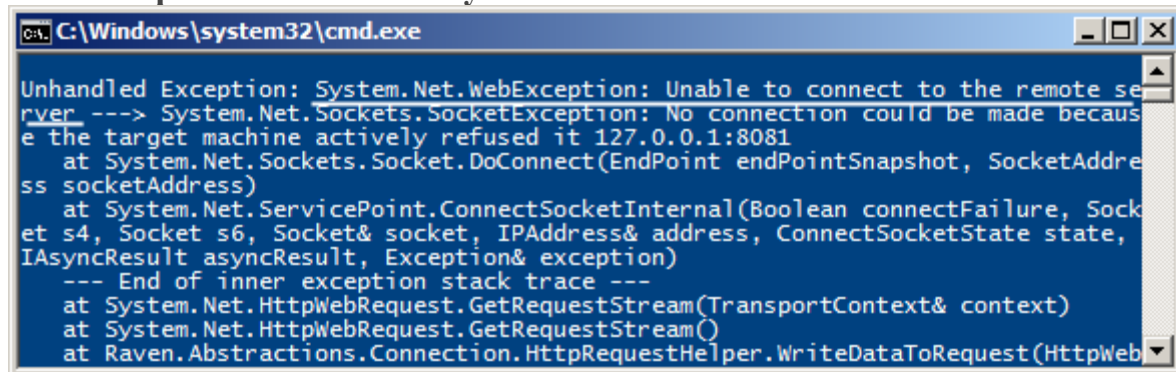 C:\Windows\system32\cmd.exe
Unhandled Exception: System.Net.WebException: Unable to connect to the remote se
rver ---> System.Net.Sockets.SocketException: No connection could be made becaus
e the target machine actively refused it 127.0.0.1:8081
   at System.Net.Sockets.Socket.DoConnect(EndPoint endPointSnapshot, SocketAddre
ss socketAddress)
   at System.Net.ServicePoint.ConnectSocketInternal(Boolean connectFailure, Sock
et s4, Socket s6, Socket& socket, IPAddress& address, ConnectSocketState state,
IAsyncResult asyncResult, Exception& exception)
   --- End of inner exception stack trace ---
   at System.Net.HttpWebRequest.GetRequestStream(TransportContext& context)
   at System.Net.HttpWebRequest.GetRequestStream()
   at Raven.Abstractions.Connection.HttpRequestHelper.WriteDataToRequest(HttpWeb